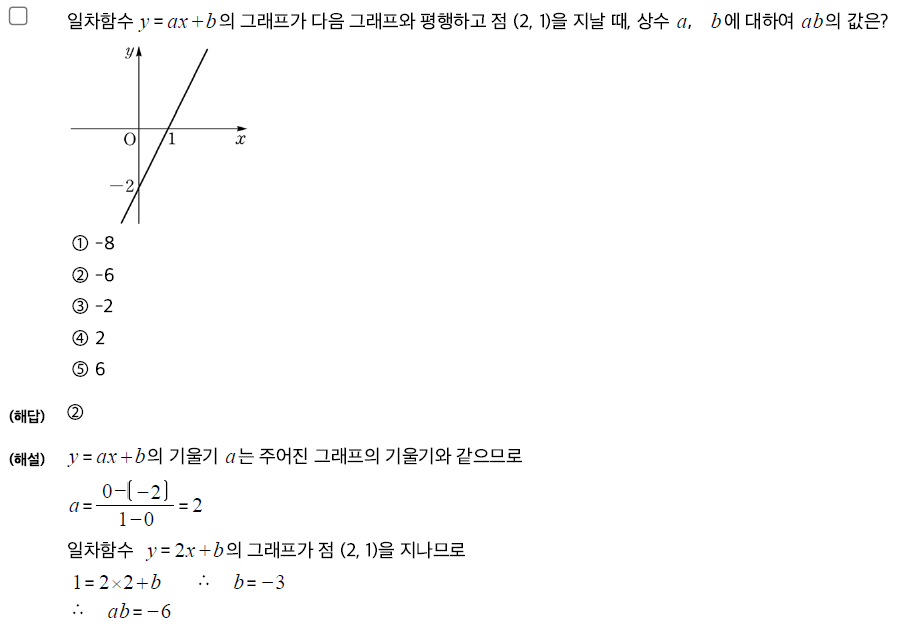 일차함수 y=ax+b의 그래프가 다음 그래프와 평행하고 점 (2, 1)을 지날 때, 상수 a, b에 대하여 ab의 값은?
y
O 1 x
-2
① -8
② -6
③ -2
④ 2
⑤ 6
(해답) ②
(해설) y=ax+b의 기울기 a는 주어진 그래프의 기울기와 같으므로
a=\frac{0-(-2)}{1-0}=2
일차함수 y=2x+b의 그래프가 점 (2, 1)을 지나므로
1=2×2+b ∴ b=-3
∴ ab=-6